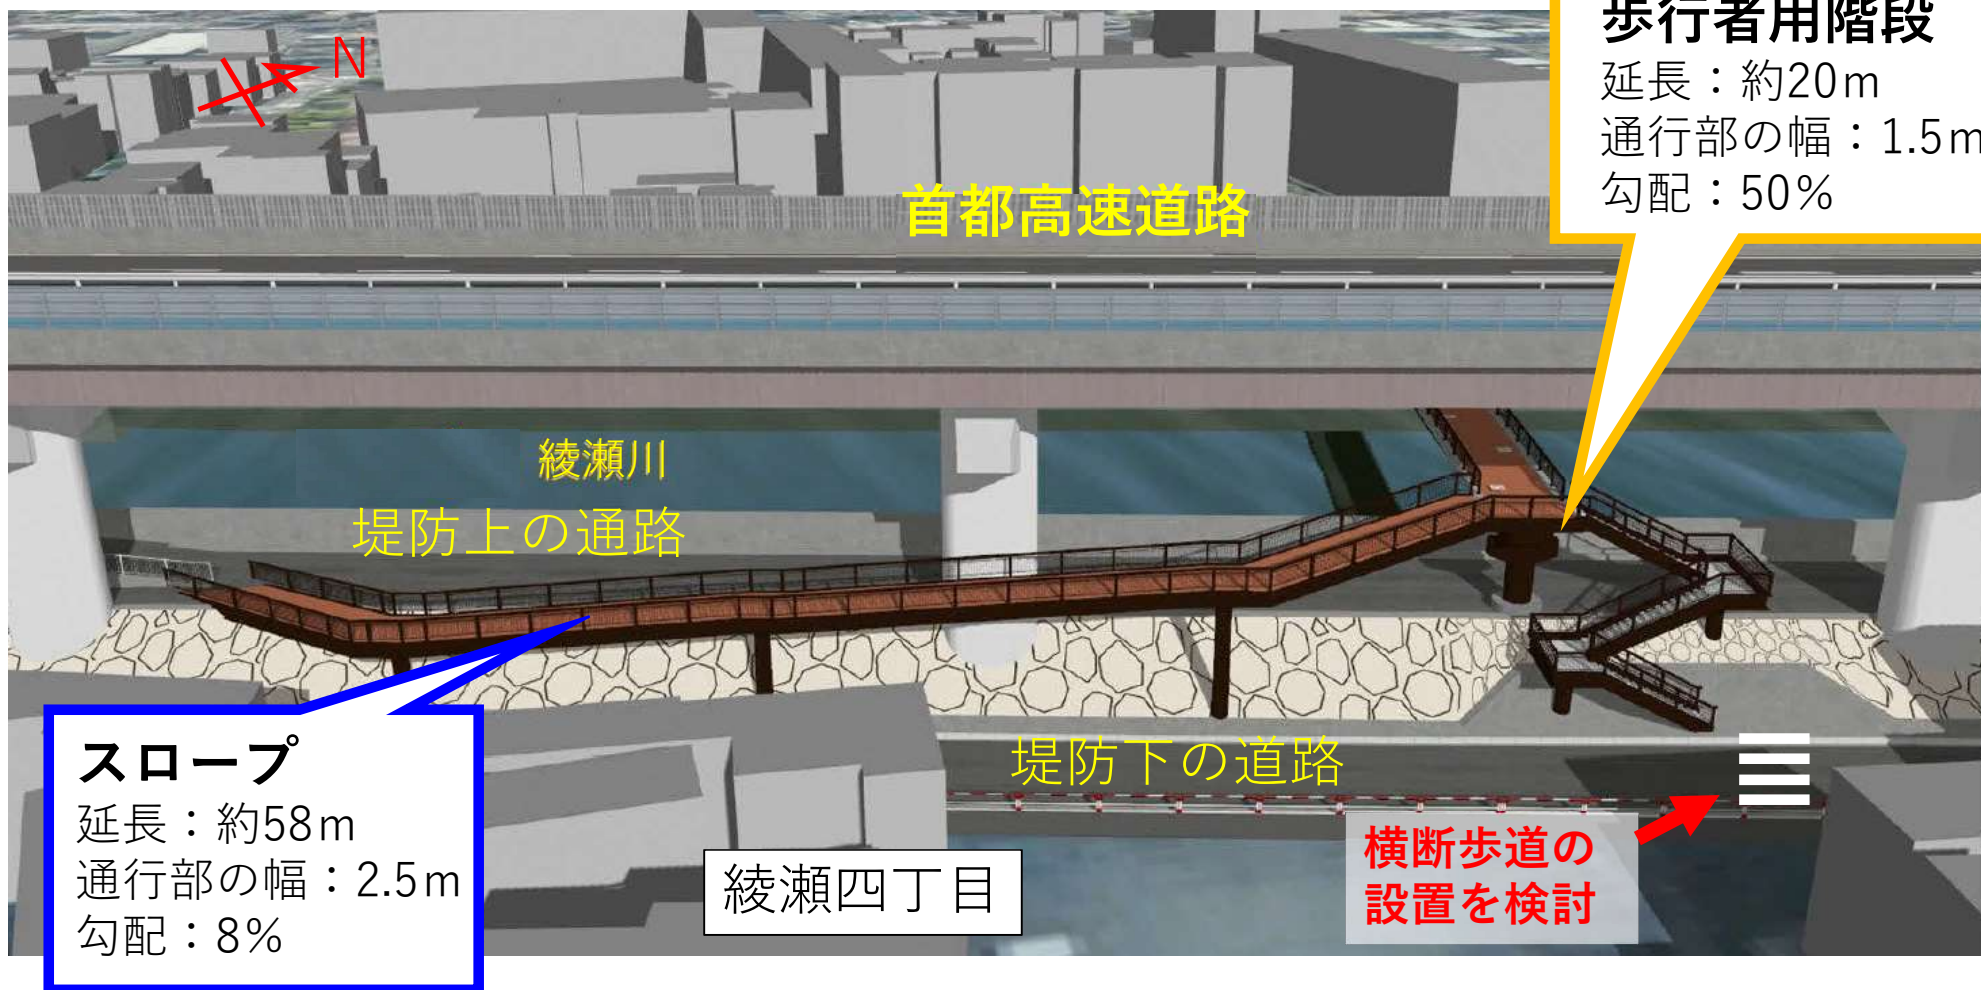 歩行者用階段
延長：約20m
通行部の幅：1.5m
勾配：50%
N
首都高速道路
綾瀬川
堤防上の通路
スロープ
延長：約58m
通行部の幅：2.5m
勾配：8%
堤防下の道路
綾瀬四丁目
横断歩道の
設置を検討